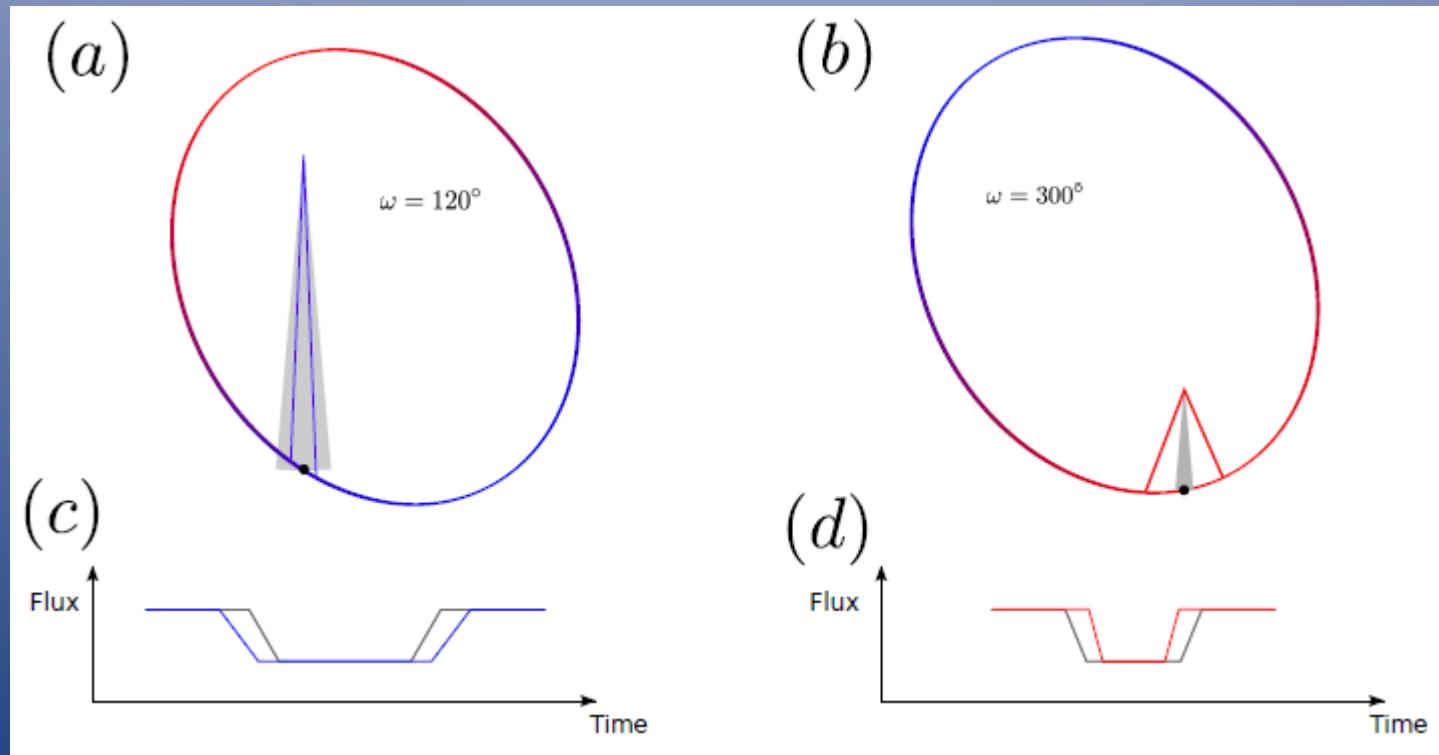 (a)
(b)
ω = 120°
ω = 300°
(c)
(d)
Flux
Flux
Time
Time